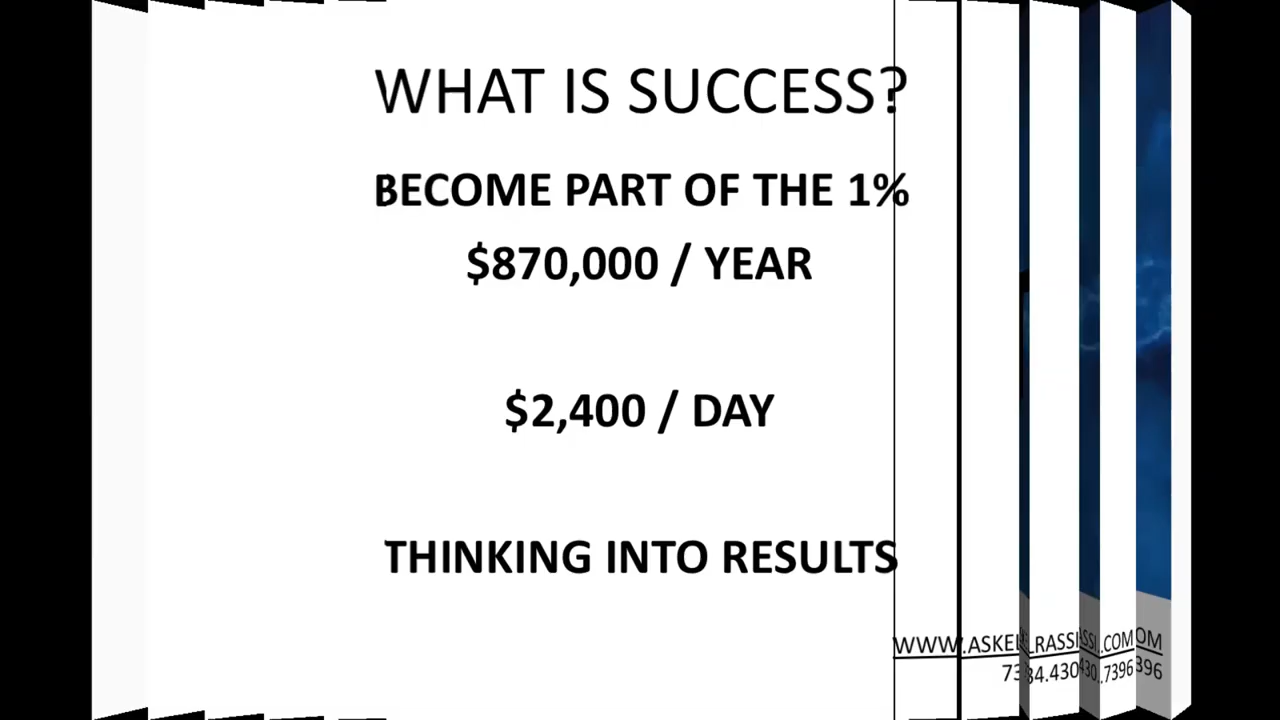 WHAT IS SUCCESS?
BECOME PART OF THE 1%
$870,000 / YEAR
$2,400 / DAY
THINKING INTO RESULTS